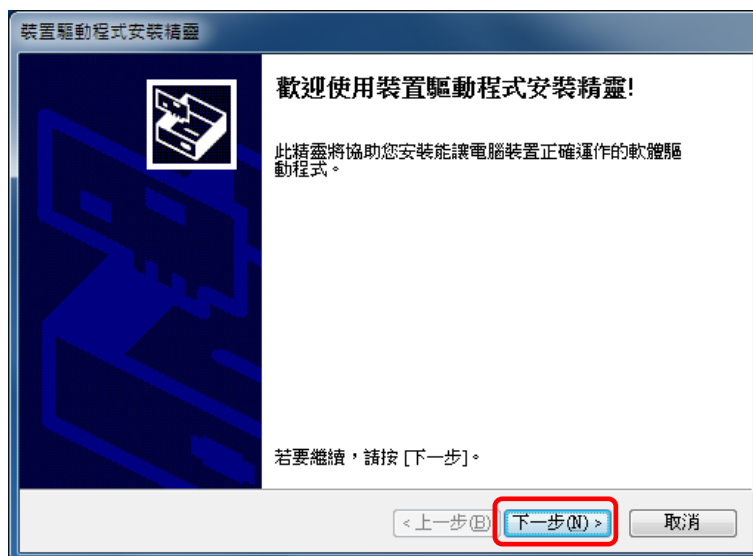 裝置驅動程式安裝精靈
歡迎使用裝置驅動程式安裝精靈!
此精靈將協助您安裝能讓電腦裝置正確運作的軟體驅
動程式。
若要繼續，請按 [下一步]。
< 上一步(B) 下一步(N) > 取消